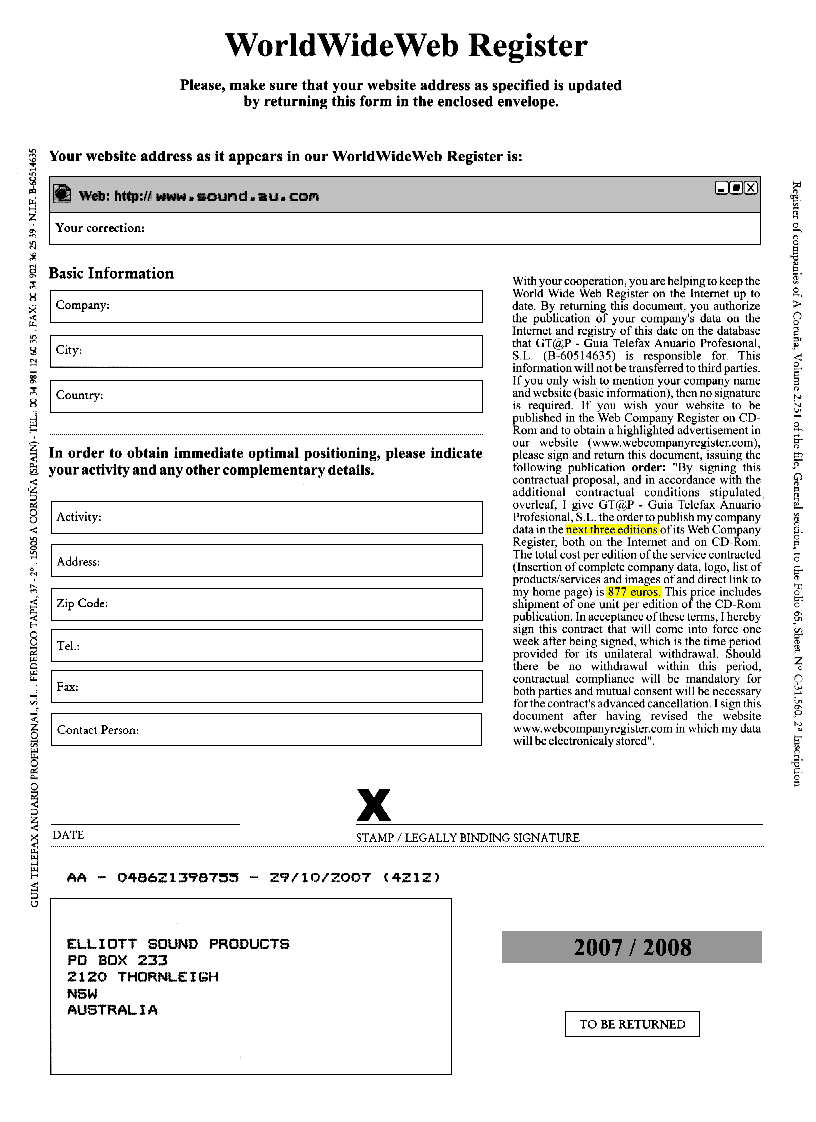 WorldWideWeb Register
Please, make sure that your website address as specified is updated
by returning this form in the enclosed envelope.
Your website address as it appears in our WorldWideWeb Register is:
Web: http:// www.sound.au.com
Your correction:
Basic Information
Company:
City:
Country:
In order to obtain immediate optimal positioning, please indicate
your activity and any other complementary details.
Activity:
Address:
Zip Code:
Tel.:
Fax:
Contact Person:
With your cooperation, you are helping to keep the
World Wide Web Register on the Internet up to
date. By returning this document, you authorize
the publication of your company's data on the
Internet and registry of this date on the database
that GT@P - Guia Telefax Anuario Profesional,
S.L. (B-60514635) is responsible for. This
information will not be transferred to third parties.
If you only wish to mention your company name
and website (basic information), then no signature
is required. If you wish your website to be
published in the Web Company Register on CD-
Rom and to obtain a highlighted advertisement in
our website (www.webcompanyregister.com),
please sign and return this document, issuing the
following publication order: "By signing this
contractual proposal, and in accordance with the
additional contractual conditions stipulated
overleaf, I give GT@P - Guia Telefax Anuario
Profesional, S.L. the order to publish my company
data in the next three editions of its Web Company
Register, both on the Internet and on CD-Rom.
The total cost per edition of the service contracted
(Insertion of complete company data, logo, list of
products/services and images of and direct link to
my home page) is 877 euros. This price includes
shipment of one unit per edition of the CD-Rom
publication. In acceptance of these terms, I hereby
sign this contract that will come into force one
week after being signed, which is the time period
provided for its unilateral withdrawal. Should
there be no withdrawal within this period,
contractual compliance will be mandatory for
both parties and mutual consent will be necessary
for the contract's advanced cancellation. I sign this
document after having revised the website
www.webcompanyregister.com in which my data
will be electronicaly stored".
X
DATE
STAMP / LEGALLY BINDING SIGNATURE
AA - 048621398755 - 29/10/2007 (4212)
ELLIOTT SOUND PRODUCTS
PO BOX 233
2120 THORNLEIGH
NSW
AUSTRALIA
2007 / 2008
TO BE RETURNED
GUIA TELEFAX ANUARIO PROFESIONAL, S.L. . FEDERICO TAPIA, 37 - 2º . 15005 A CORUÑA (SPAIN) - TEL.: 00 34 981 12 60 35 . FAX: 00 34 902 36 25 39 - N.I.F. B-60514635
Register of companies of A Coruña, Volume 2.751 of the file, General section, to the Folio 65, Sheet Nº C-31.560, 2ª Inscription